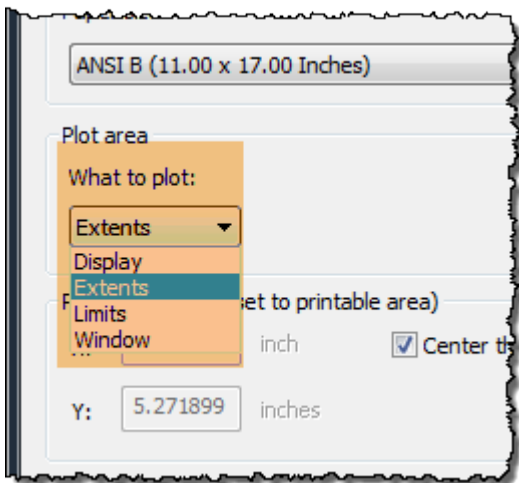 ANSI B (11.00 x 17.00 Inches)
Plot area
What to plot:
Extents
Display
Extents
Limits
Window
set to printable area)
inch
Center
Y: 5.271899 inches